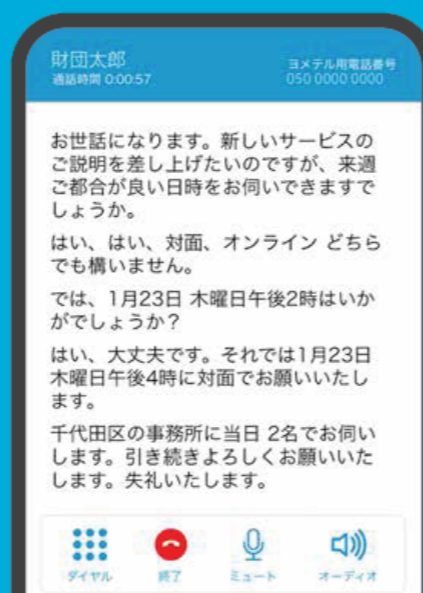 財団太郎
通話時間 0:00:57
ヨメテル用電話番号
050 0000 0000
お世話になります。新しいサービスの
ご説明を差し上げたいのですが、来週
ご都合が良い日時をお伺いできますで
しょうか。
はい、はい、対面、オンライン どちら
でも構いません。
では、1月23日 木曜日午後2時はいか
がでしょうか？
はい、大丈夫です。それでは1月23日
木曜日午後4時に対面でお願いいたし
ます。
千代田区の事務所に当日 2名でお伺い
します。引き続きよろしくお願いいた
します。失礼いたします。
ダイヤル
終了
ミュート
オーディオ